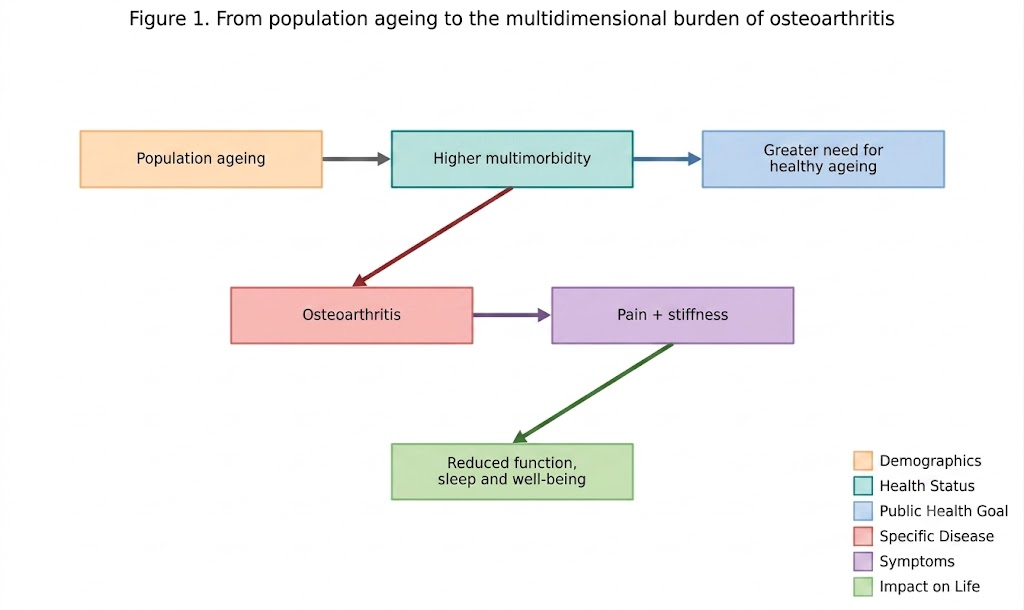 Figure 1. From population ageing to the multidimensional burden of osteoarthritis
Population ageing
Higher multimorbidity
Greater need for
healthy ageing
Osteoarthritis
Pain + stiffness
Reduced function,
sleep and well-being
Demographics
Health Status
Public Health Goal
Specific Disease
Symptoms
Impact on Life